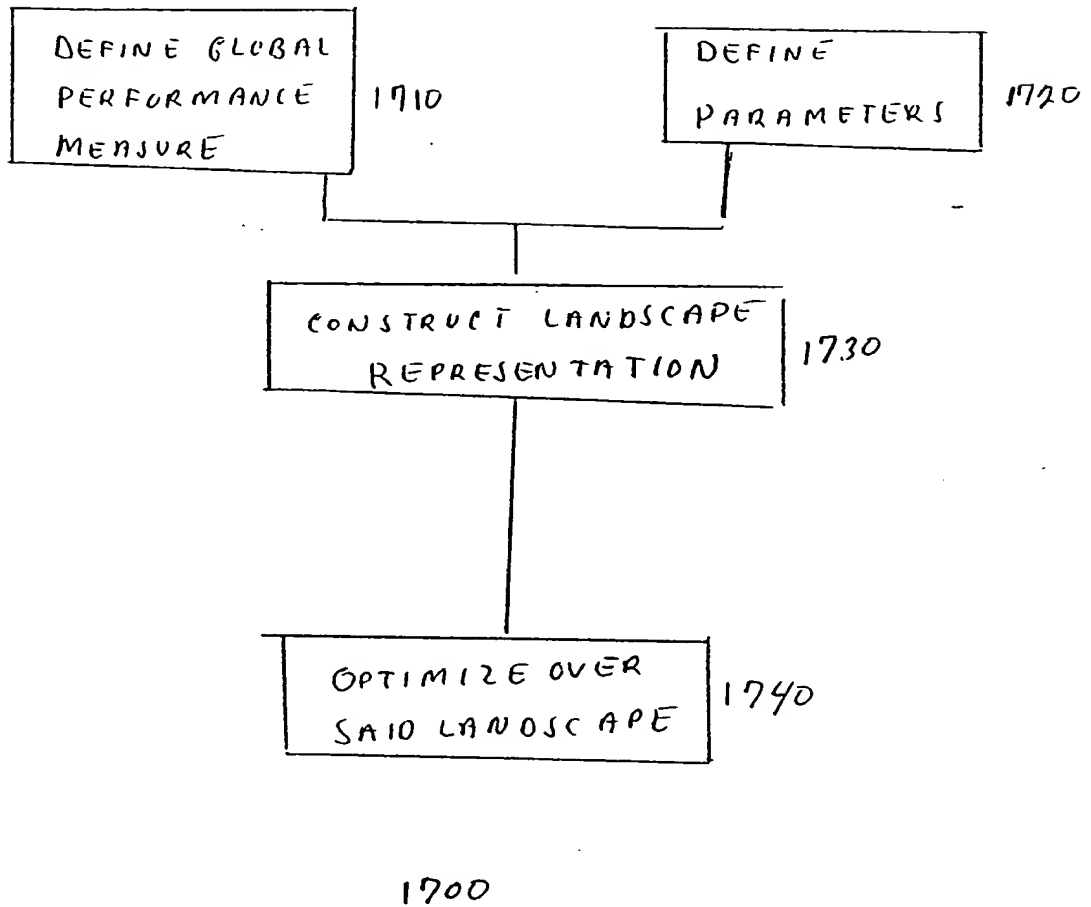 DEFINE GLOBAL
PERFORMANCE
MEASURE
1710
DEFINE
PARAMETERS
1720
CONSTRUCT LANDSCAPE
REPRESENTATION
1730
OPTIMIZE OVER
SAID LANDSCAPE
1740
1700